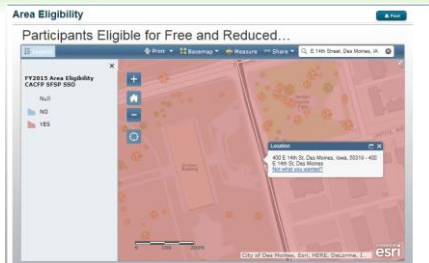 Area Eligibility
Print
Participants Eligible for Free and Reduced…
Legend
Print
Basemap
Measure
Share
E 14th Street, Des Moines, IA
FY2015 Area Eligibility
CACFP SFSP SSO
Null
NO
YES
Location
400 E 14th St, Des Moines, Iowa, 50319 - 400
E 14th St, Des Moines
Not what you wanted?
City of Des Moines, Esri, HERE, DeLorme, I...
esri